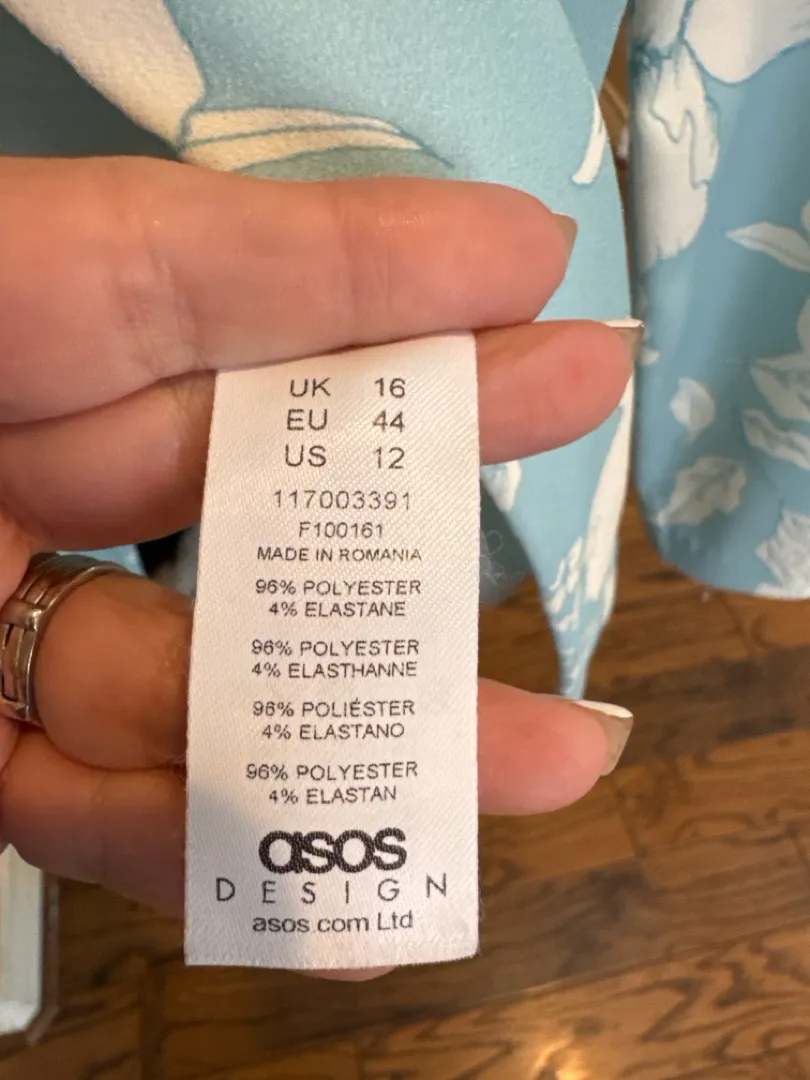 UK 16
EU 44
US 12
117003391
F100161
MADE IN ROMANIA
96% POLYESTER
4% ELASTANE
96% POLYESTER
4% ELASTHANNE
96% POLIÉSTER
4% ELASTANO
96% POLYESTER
4% ELASTAN
asos
DESIGN
asos.com Ltd